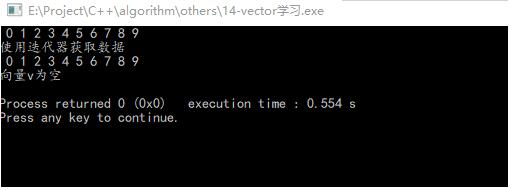 E:\Project\C++\algorithm\others\14-vector学习.exe
0 1 2 3 4 5 6 7 8 9
使用迭代器获取数据
0 1 2 3 4 5 6 7 8 9
向量v为空
Process returned 0 (0x0)   execution time : 0.554 s
Press any key to continue.